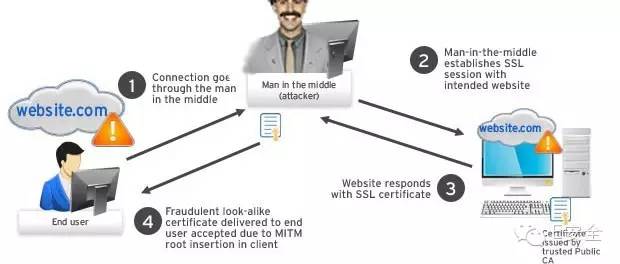 1
Connection goe
through the man
in the middle
Man in the middle
(attacker)
2
Man-in-the-middle
establishes SSL
session with
intended website
website.com
website.com
Website responds
with SSL certificate
3
End user
4
Fraudulent look-alike
certificate delivered to end
user accepted due to MITM
root insertion in client
Certificate
issued by
trusted Public
CA